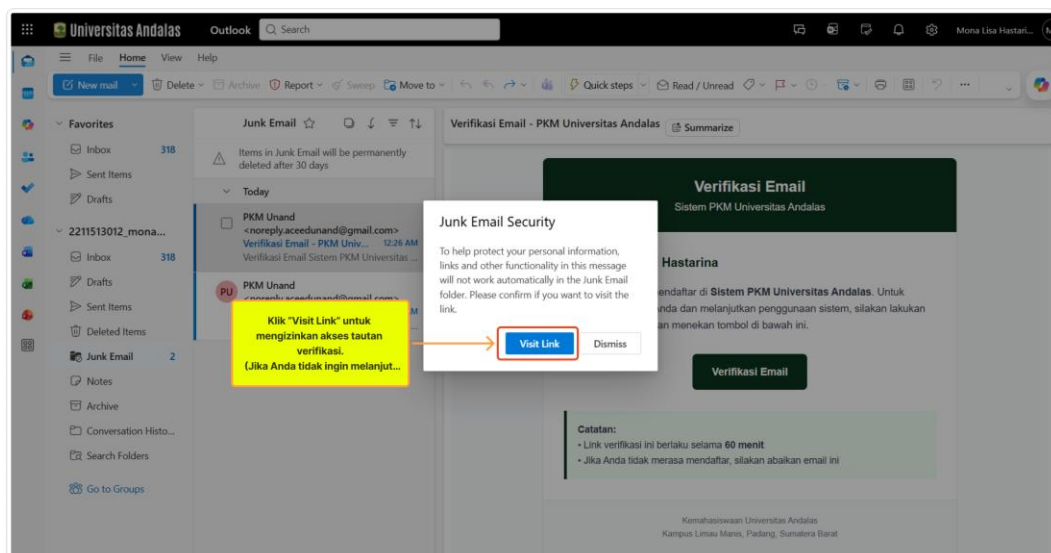 Universitas Andalas
Outlook
Search
Mona Lisa Hastari...
File Home View Help
New mail
Delete
Archive
Report
Sweep
Move to
Quick steps
Read / Unread
...
Favorites
Inbox 318
Sent Items
Drafts
2211513012_mona...
Inbox 318
Drafts
Sent Items
Deleted Items
Junk Email 2
Notes
Archive
Conversation Histo...
Search Folders
Go to Groups
Junk Email
Items in Junk Email will be permanently
deleted after 30 days
Today
PKM Unand
<noreply.aceedunand@gmail.com>
Verifikasi Email - PKM Univ... 12:26 AM
Verifikasi Email Sistem PKM Universitas ...
PU
PKM Unand
Klik "Visit Link" untuk
mengizinkan akses tautan
verifikasi.
(Jika Anda tidak ingin melanjut...
Verifikasi Email - PKM Universitas Andalas
Summarize
Verifikasi Email
Sistem PKM Universitas Andalas
Hastarina
endaftar di Sistem PKM Universitas Andalas. Untuk
nda dan melanjutkan penggunaan sistem, silakan lakukan
an menekan tombol di bawah ini.
Verifikasi Email
Catatan:
• Link verifikasi ini berlaku selama 60 menit
• Jika Anda tidak merasa mendaftar, silakan abaikan email ini
Kemahasiswaan Universitas Andalas
Kampus Limau Manis, Padang, Sumatera Barat
Junk Email Security
To help protect your personal information,
links and other functionality in this message
will not work automatically in the Junk Email
folder. Please confirm if you want to visit the
link.
Visit Link
Dismiss